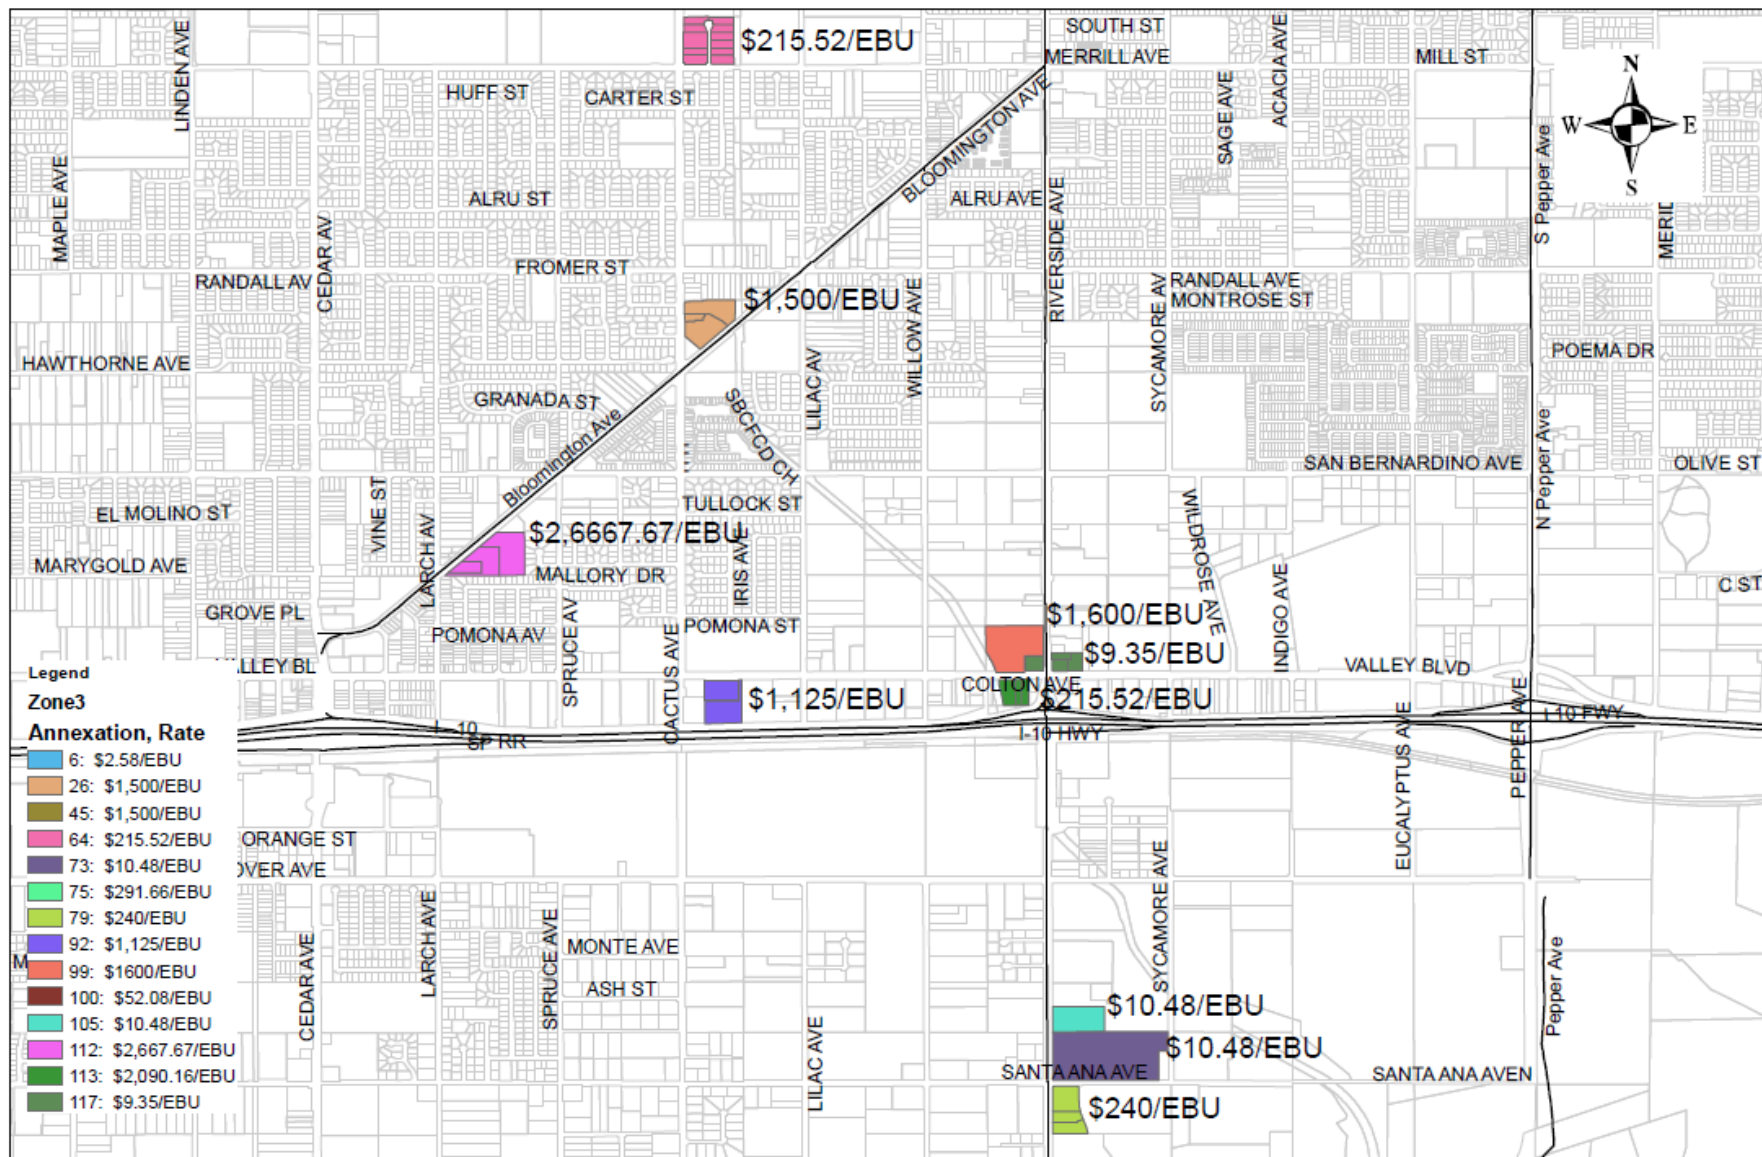 SOUTH ST
MERRILL AVE
MILL ST
$215.52/EBU
LINDEN AVE
ACACIA AVE
SAGE AVE
HUFF ST
CARTER ST
N
W
E
S
BLOOMINGTON AVE
S Pepper Ave
MAPLE AVE
ALRU ST
ALRU AVE
RIVERSIDE AVE
MERID
CEDAR AV
FROMER ST
RANDALL AV
RANDALL AVE
MONTROSE ST
$1,500/EBU
WILLOW AVE
SYCAMORE AV
HAWTHORNE AVE
POEMA DR
LILAC AV
GRANADA ST
SBCFCD CH
Bloomington Ave
N Pepper Ave
SAN BERNARDINO AVE
OLIVE ST
EL MOLINO ST
VINE ST
TULLOCK ST
WILDROSE AVE
$2,6667.67/EBU
LARCH AV
IRIS AVE
MARYGOLD AVE
MALLORY DR
INDIGO AVE
C ST
GROVE PL
SPRUCE AV
POMONA AV
POMONA ST
$1,600/EBU
CACTUS AVE
$9.35/EBU
VALLEY BL
VALLEY BLVD
COLTON AVE
$1,125/EBU
$215.52/EBU
PEPPER AVE
I-10
SP RR
I-10 HWY
I-10 FWY
EUCALYPTUS AVE
Legend
Zone3
Annexation, Rate
6: $2.58/EBU
26: $1,500/EBU
45: $1,500/EBU
64: $215.52/EBU
73: $10.48/EBU
75: $291.66/EBU
79: $240/EBU
92: $1,125/EBU
99: $1600/EBU
100: $52.08/EBU
105: $10.48/EBU
112: $2,667.67/EBU
113: $2,090.16/EBU
117: $9.35/EBU
ORANGE ST
OVER AVE
M
CEDAR AVE
LARCH AVE
SPRUCE AVE
MONTE AVE
ASH ST
LILAC AVE
SYCAMORE AVE
Pepper Ave
$10.48/EBU
$10.48/EBU
SANTA ANA AVE
SANTA ANA AVEN
$240/EBU